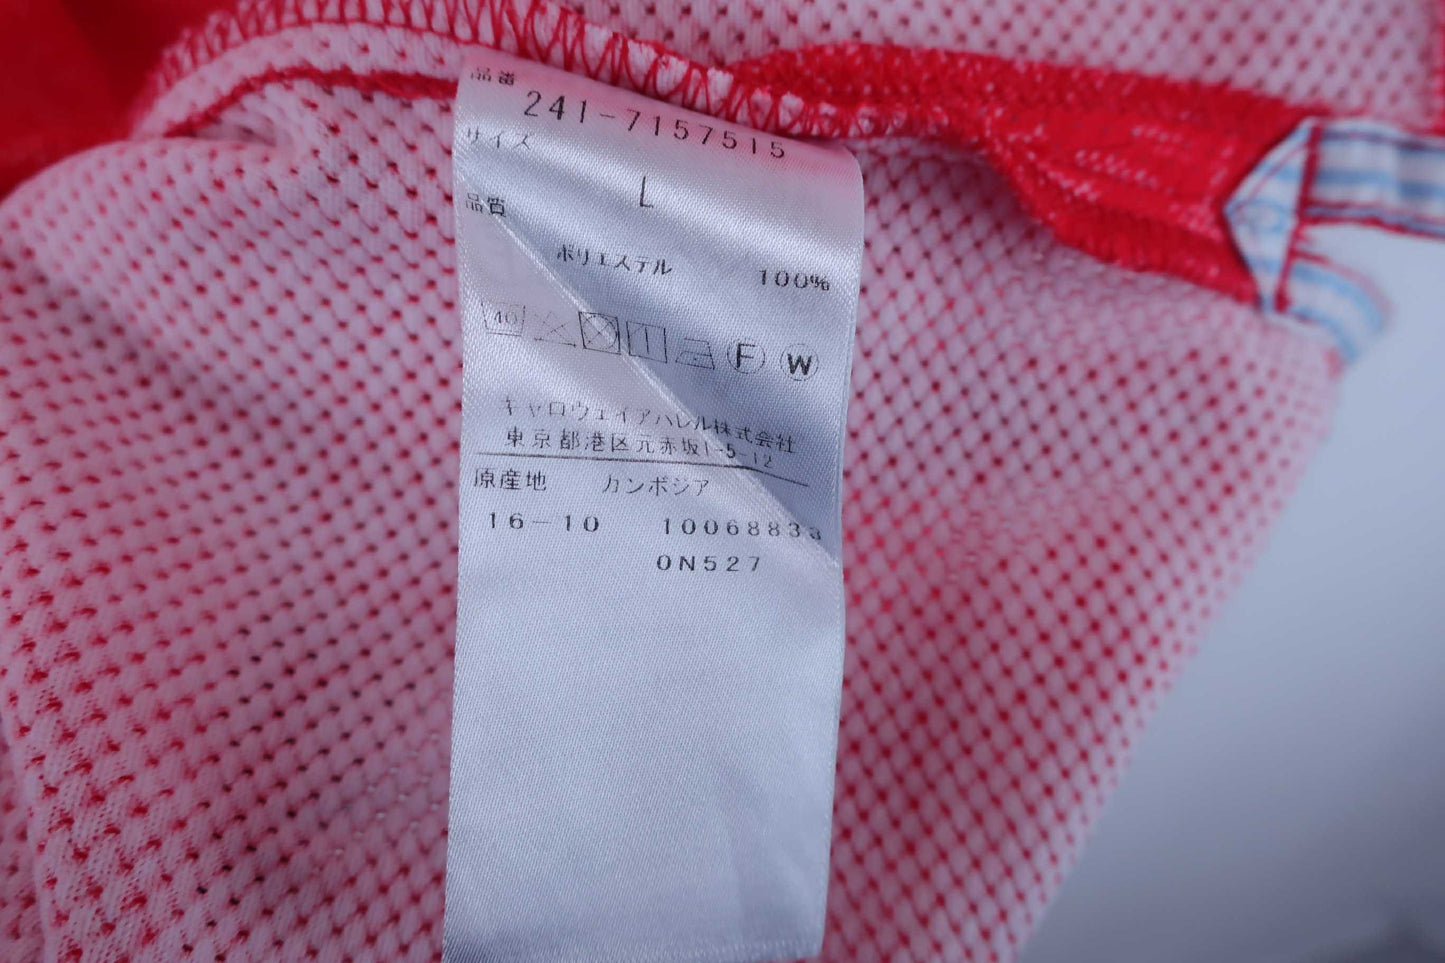 品番
241-7157515
サイズ
L
品質
ポリエステル 100%
40 F W
キャロウェイアパレル株式会社
東京都港区元赤坂1-5-12
原産地 カンボジア
16-10 10068833
0N527